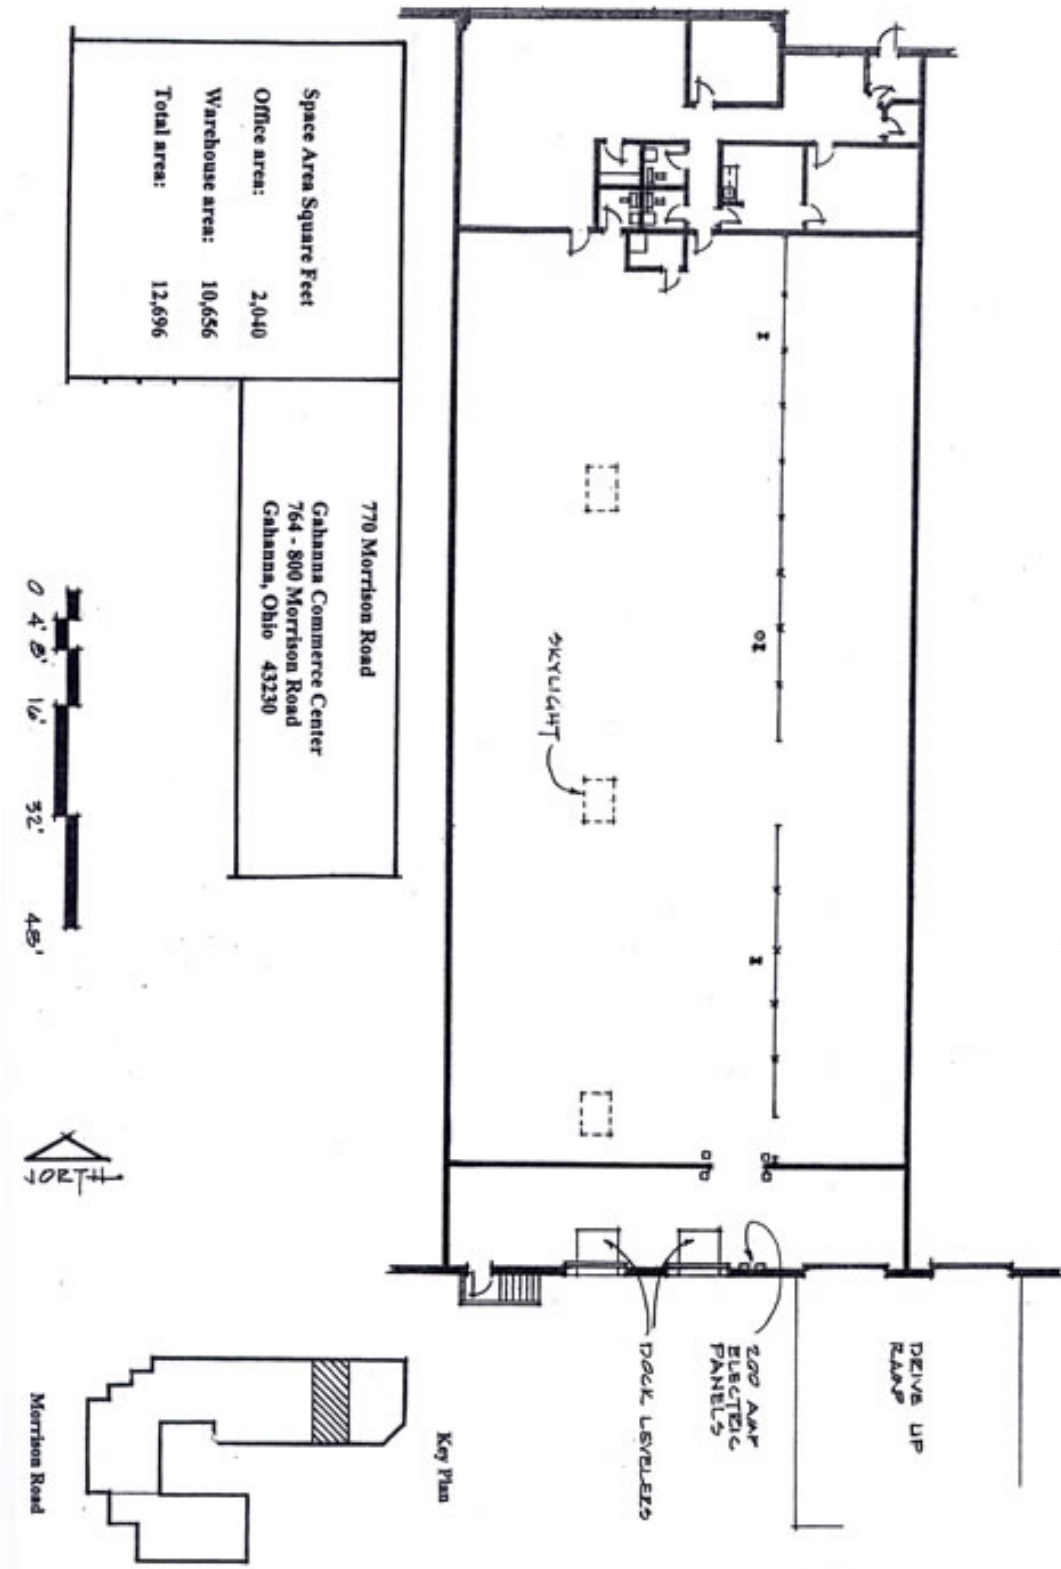 Space Area Square Feet
Office area: 2,040
Warehouse area: 10,656
Total area: 12,696
770 Morrison Road
Gahanna Commerce Center
764 - 800 Morrison Road
Gahanna, Ohio 43230
0 4' 8' 16' 32' 48'
SKYLIGHT
NORTH
DRIVE UP
RAMP
200 AMP
ELECTRIC
PANELS
DOCK LEVELERS
Key Plan
Morrison Road